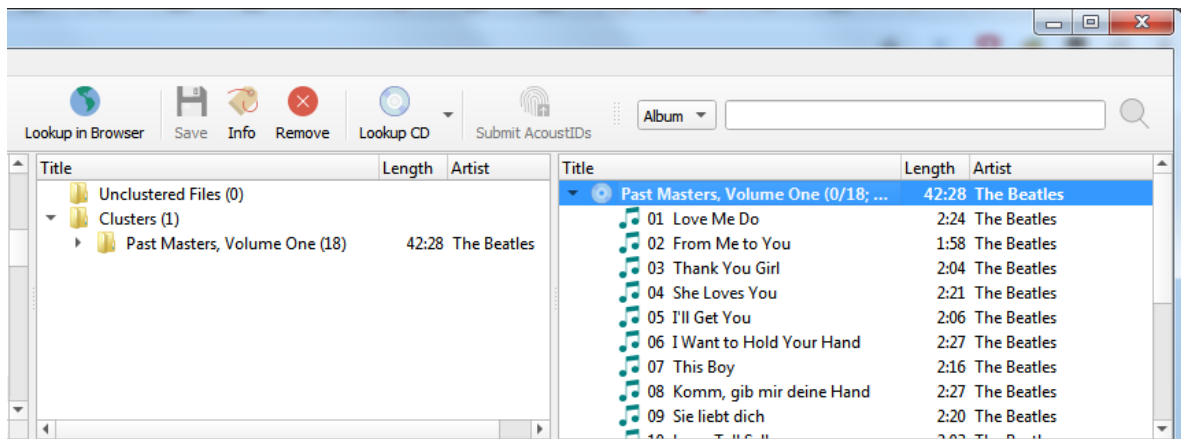 Lookup in Browser Save Info Remove Lookup CD Submit AcoustIDs Album
Title Length Artist
Unclustered Files (0)
Clusters (1)
Past Masters, Volume One (18) 42:28 The Beatles
Title Length Artist
Past Masters, Volume One (0/18; ... 42:28 The Beatles
01 Love Me Do 2:24 The Beatles
02 From Me to You 1:58 The Beatles
03 Thank You Girl 2:04 The Beatles
04 She Loves You 2:21 The Beatles
05 I'll Get You 2:06 The Beatles
06 I Want to Hold Your Hand 2:27 The Beatles
07 This Boy 2:16 The Beatles
08 Komm, gib mir deine Hand 2:27 The Beatles
09 Sie liebt dich 2:20 The Beatles